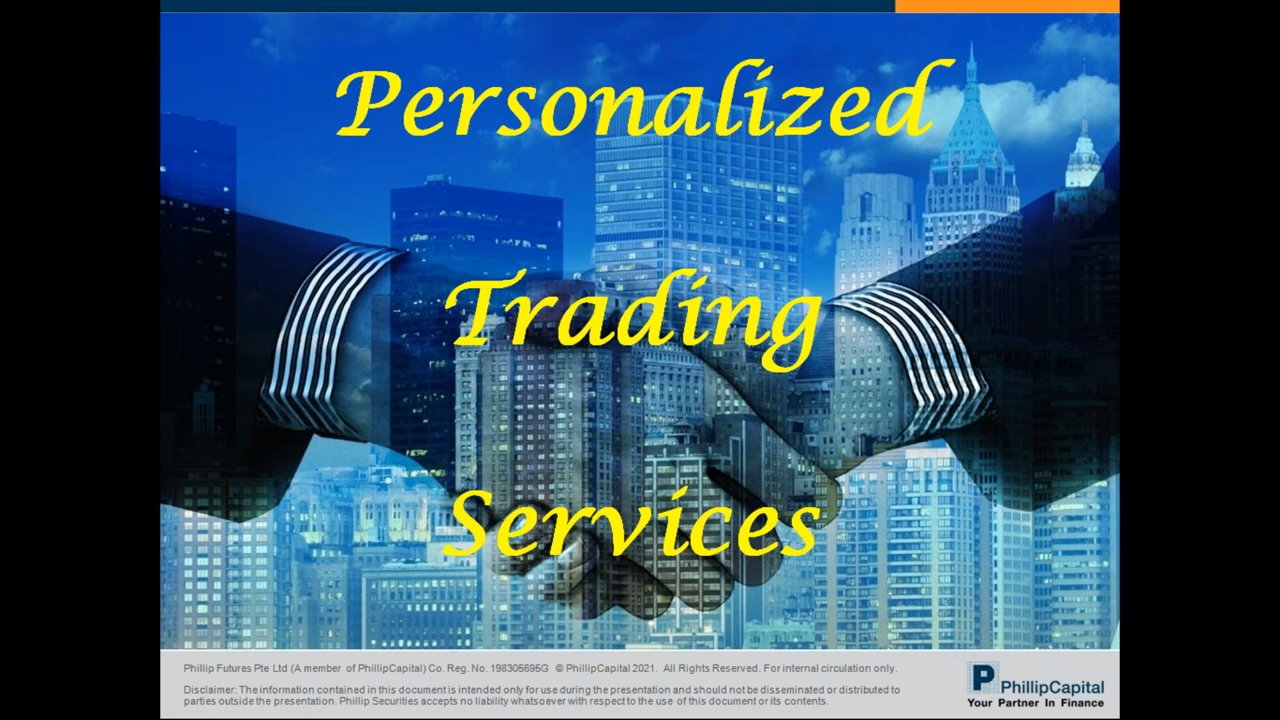 Personalized
Trading
Services
Phillip Futures Pte Ltd (A member of PhillipCapital) Co. Reg. No. 198305695G © PhillipCapital 2021. All Rights Reserved. For internal circulation only.
Disclaimer: The information contained in this document is intended only for use during the presentation and should not be disseminated or distributed to
parties outside the presentation. Phillip Securities accepts no liability whatsoever with respect to the use of this document or its contents.
PhillipCapital
Your Partner In Finance